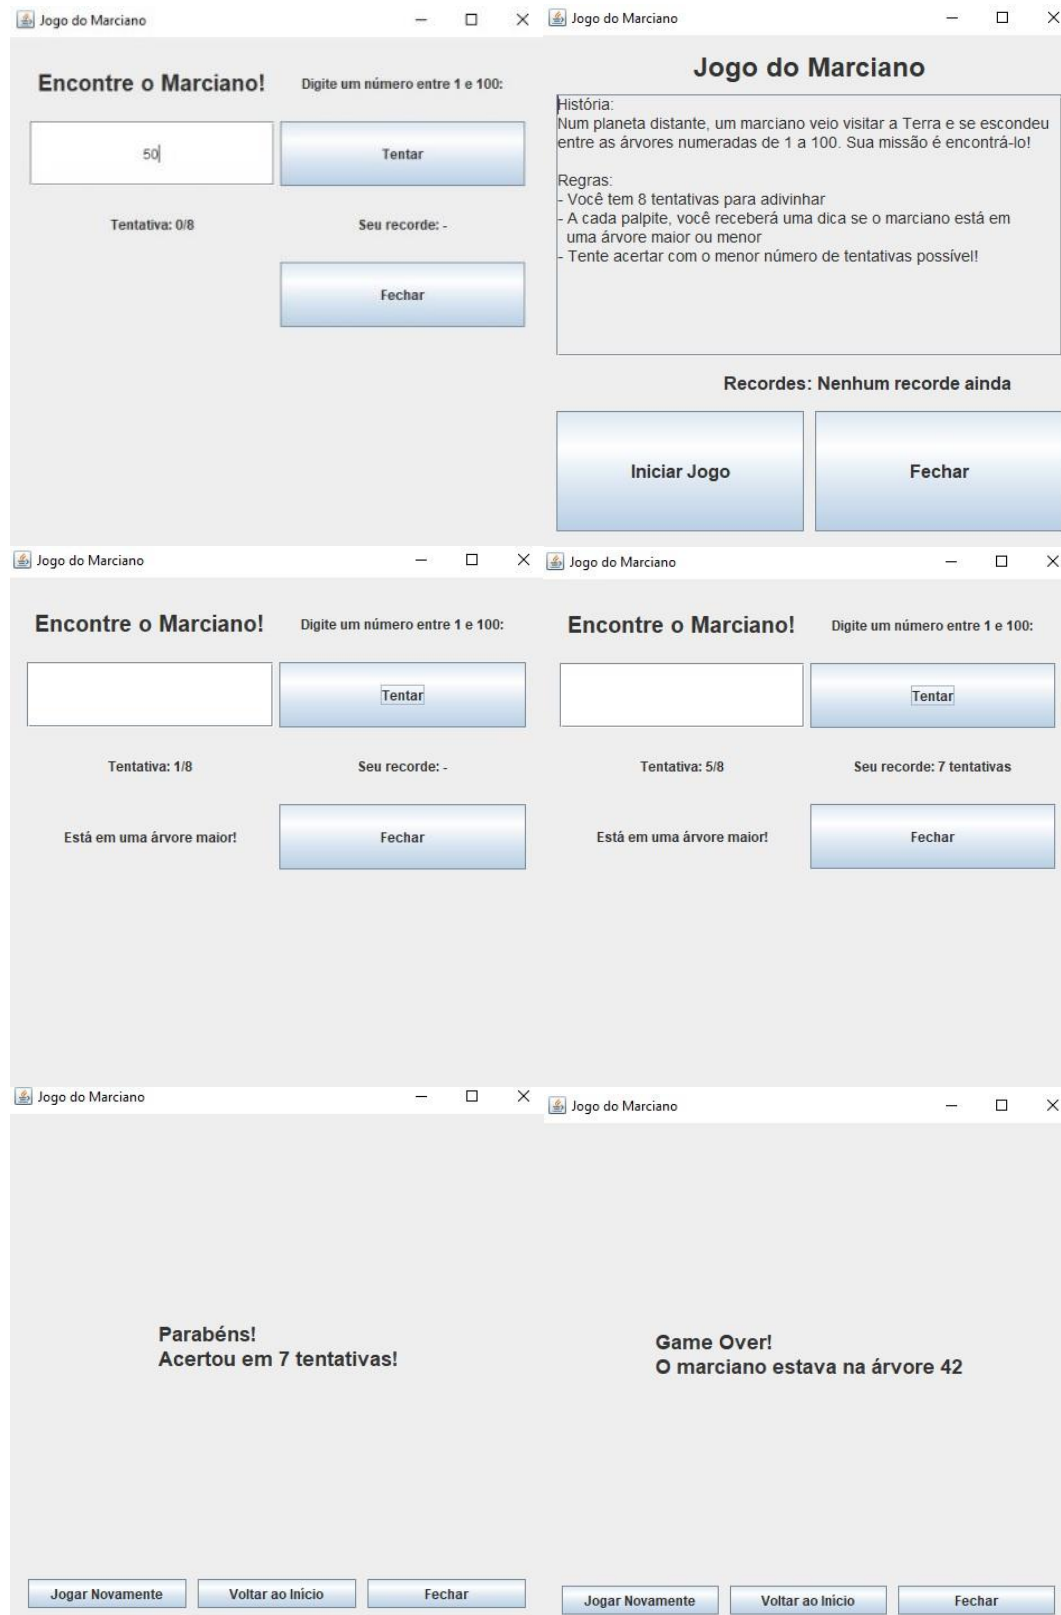 Jogo do Marciano
Encontre o Marciano!
Digite um número entre 1 e 100:
50
Tentar
Tentativa: 0/8
Seu recorde: -
Fechar
Jogo do Marciano
Jogo do Marciano
História:
Num planeta distante, um marciano veio visitar a Terra e se escondeu
entre as árvores numeradas de 1 a 100. Sua missão é encontrá-lo!
Regras:
- Você tem 8 tentativas para adivinhar
- A cada palpite, você receberá uma dica se o marciano está em
uma árvore maior ou menor
- Tente acertar com o menor número de tentativas possível!
Recordes: Nenhum recorde ainda
Iniciar Jogo
Fechar
Jogo do Marciano
Encontre o Marciano!
Digite um número entre 1 e 100:
Tentar
Tentativa: 1/8
Seu recorde: -
Está em uma árvore maior!
Fechar
Jogo do Marciano
Encontre o Marciano!
Digite um número entre 1 e 100:
Tentar
Tentativa: 5/8
Seu recorde: 7 tentativas
Está em uma árvore maior!
Fechar
Jogo do Marciano
Parabéns!
Acertou em 7 tentativas!
Jogar Novamente
Voltar ao Início
Fechar
Jogo do Marciano
Game Over!
O marciano estava na árvore 42
Jogar Novamente
Voltar ao Início
Fechar